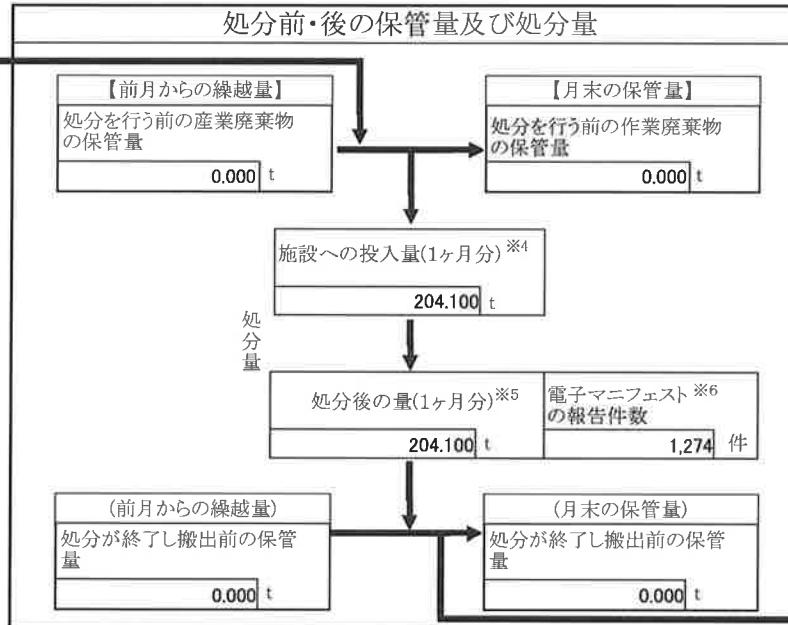 処分前・後の保管量及び処分量
【前月からの繰越量】
処分を行う前の産業廃棄物
の保管量
0.000 t
【月末の保管量】
処分を行う前の作業廃棄物
の保管量
0.000 t
施設への投入量(1ヶ月分)※4
204.100 t
処分量
処分後の量(1ヶ月分)※5
204.100 t
電子マニフェスト※6
の報告件数
1,274 件
(前月からの繰越量)
処分が終了し搬出前の保管
量
0.000 t
(月末の保管量)
処分が終了し搬出前の保管
量
0.000 t